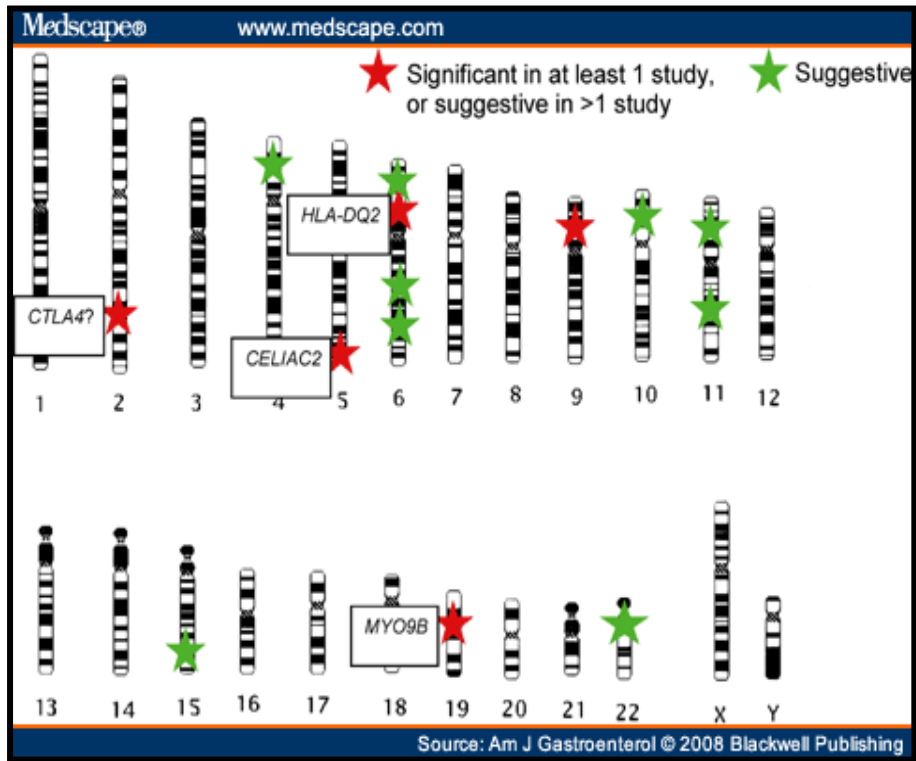 Medscape® www.medscape.com
Significant in at least 1 study, Suggestive
or suggestive in >1 study
HLA-DQ2
CTLA4?
CELIAC2
1 2 3 4 5 6 7 8 9 10 11 12
MYO9B
13 14 15 16 17 18 19 20 21 22 X Y
Source: Am J Gastroenterol © 2008 Blackwell Publishing